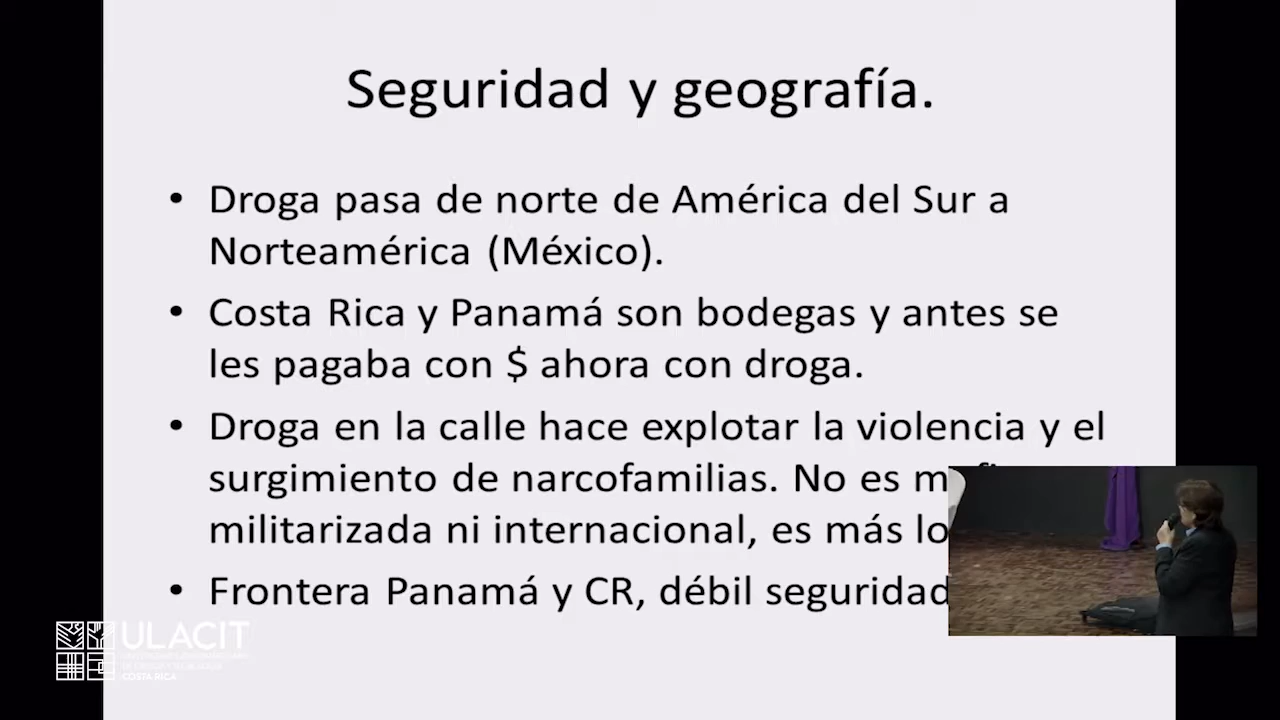 Seguridad y geografía.
• Droga pasa de norte de América del Sur a
Norteamérica (México).
• Costa Rica y Panamá son bodegas y antes se
les pagaba con $ ahora con droga.
• Droga en la calle hace explotar la violencia y el
surgimiento de narcofamilias. No es
militarizada ni internacional, es más
• Frontera Panamá y CR, débil seguridad
ULACIT
COSTA RICA